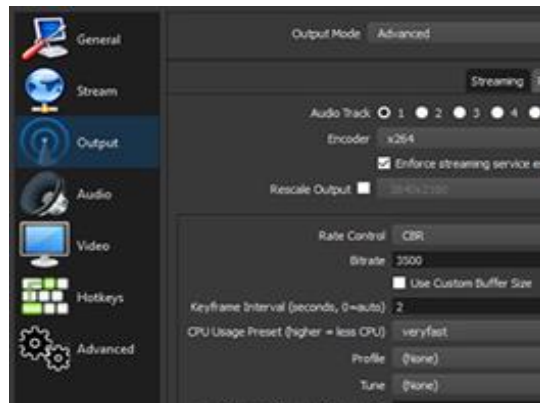 General
Stream
Output
Audio
Video
Hotkeys
Advanced
Output Mode Advanced
Streaming
Audio Track 1 2 3 4
Encoder x264
Enforce streaming service
Rescale Output
Rate Control CBR
Bitrate 3500
Use Custom Buffer Size
Keyframe Interval (seconds, 0=auto) 2
CPU Usage Preset (higher = less CPU) veryfast
Profile (None)
Tune (None)